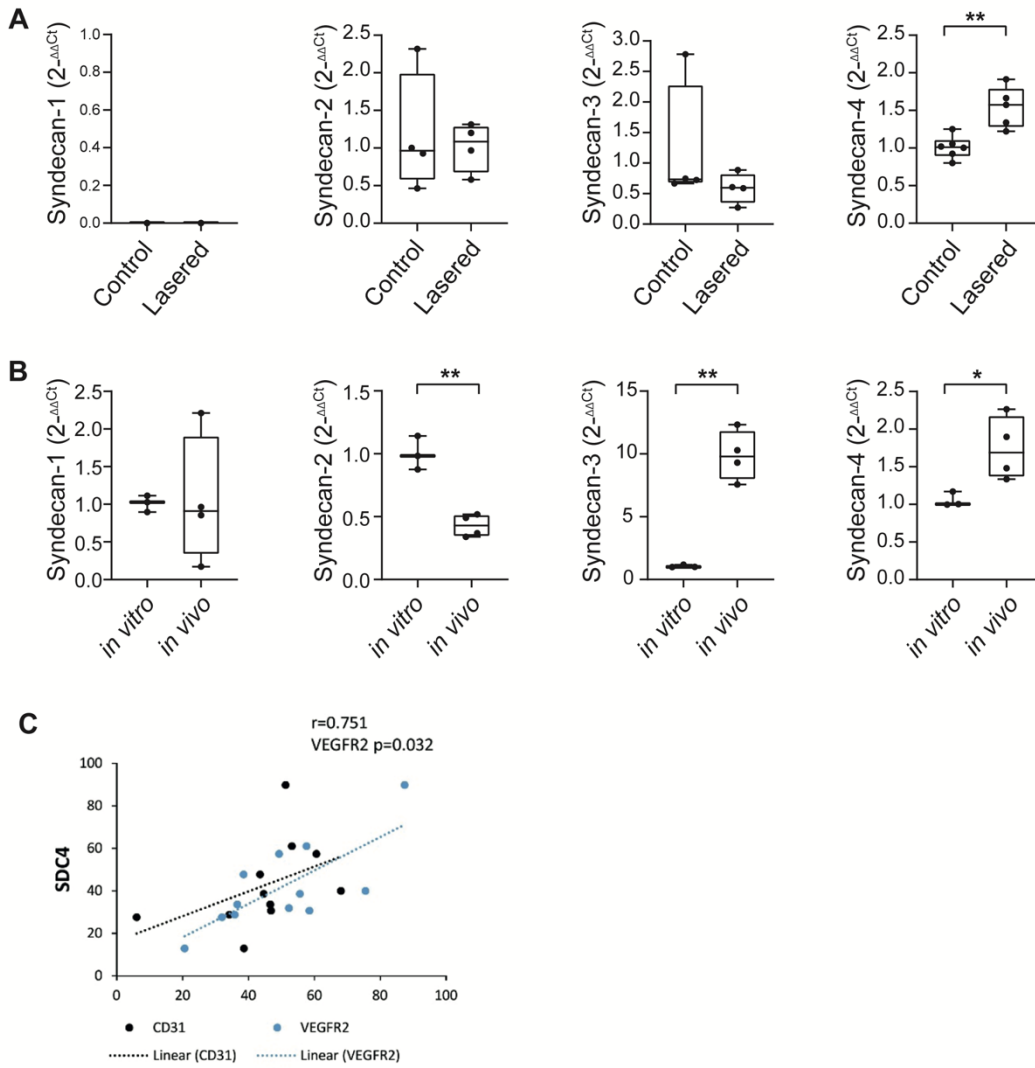 A
Syndecan-1 (2-ΔΔCt)
1.0
0.8
0.6
0.4
0.2
0.0
Control
Lasered
Syndecan-2 (2-ΔΔCt)
2.5
2.0
1.5
1.0
0.5
0.0
Control
Lasered
Syndecan-3 (2-ΔΔCt)
3.0
2.5
2.0
1.5
1.0
0.5
0.0
Control
Lasered
Syndecan-4 (2-ΔΔCt)
**
2.5
2.0
1.5
1.0
0.5
0.0
Control
Lasered
B
Syndecan-1 (2-ΔΔCt)
2.5
2.0
1.5
1.0
0.5
0.0
in vitro
in vivo
Syndecan-2 (2-ΔΔCt)
**
1.5
1.0
0.5
0.0
in vitro
in vivo
Syndecan-3 (2-ΔΔCt)
**
15
10
5
0
in vitro
in vivo
Syndecan-4 (2-ΔΔCt)
*
2.5
2.0
1.5
1.0
0.5
0.0
in vitro
in vivo
C
r=0.751
VEGFR2 p=0.032
SDC4
100
80
60
40
20
0
0 20 40 60 80 100
CD31 VEGFR2
Linear (CD31) Linear (VEGFR2)